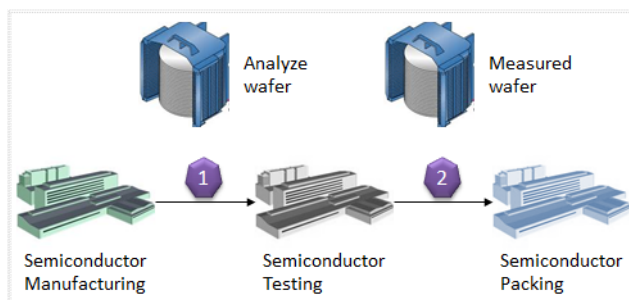 Analyze
wafer
Measured
wafer
1
2
Semiconductor
Manufacturing
Semiconductor
Testing
Semiconductor
Packing